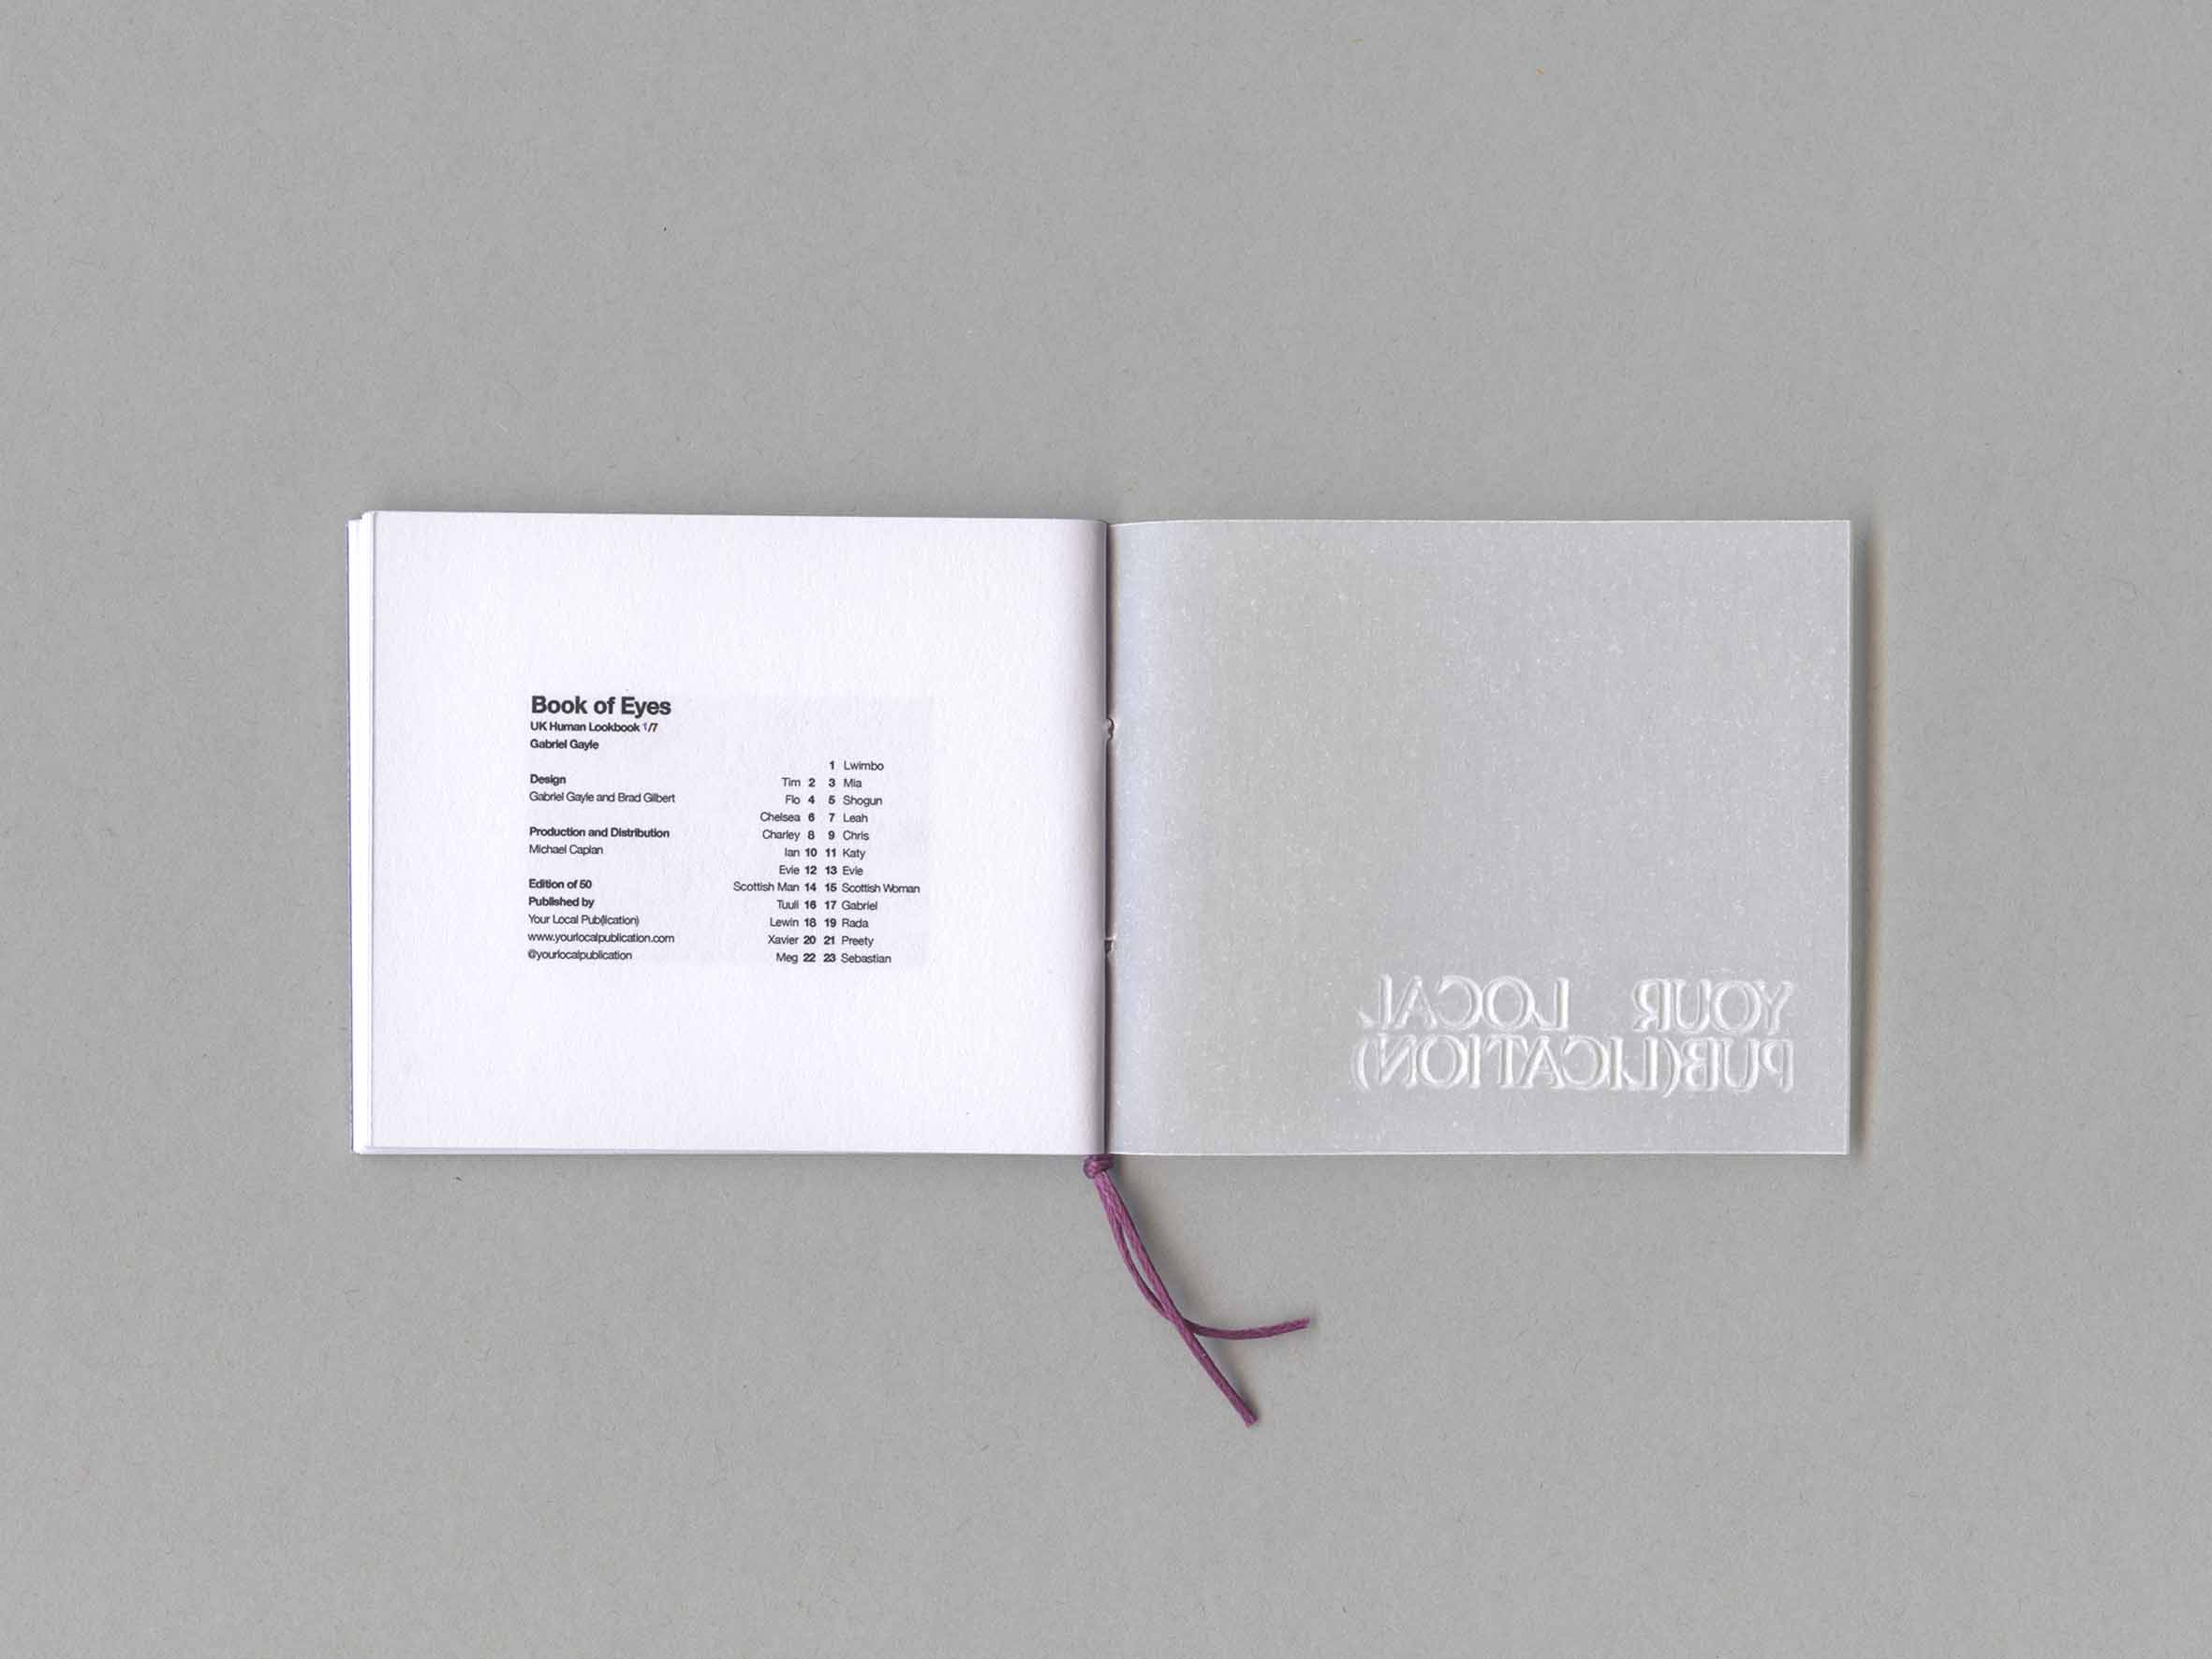 Book of Eyes
UK Human Lookbook 1/7
Gabriel Gayle
Design
Gabriel Gayle and Brad Gilbert
Production and Distribution
Michael Caplan
Edition of 50
Published by
Your Local Pub(lication)
www.yourlocalpublication.com
@yourlocalpublication
1 Lwimbo
Tim 2 3 Mia
Flo 4 5 Shogun
Chelsea 6 7 Leah
Charley 8 9 Chris
Ian 10 11 Katy
Evie 12 13 Evie
Scottish Man 14 15 Scottish Woman
Tuuli 16 17 Gabriel
Lewin 18 19 Rada
Xavier 20 21 Preety
Meg 22 23 Sebastian
YOUR LOCAL
PUB(LICATION)